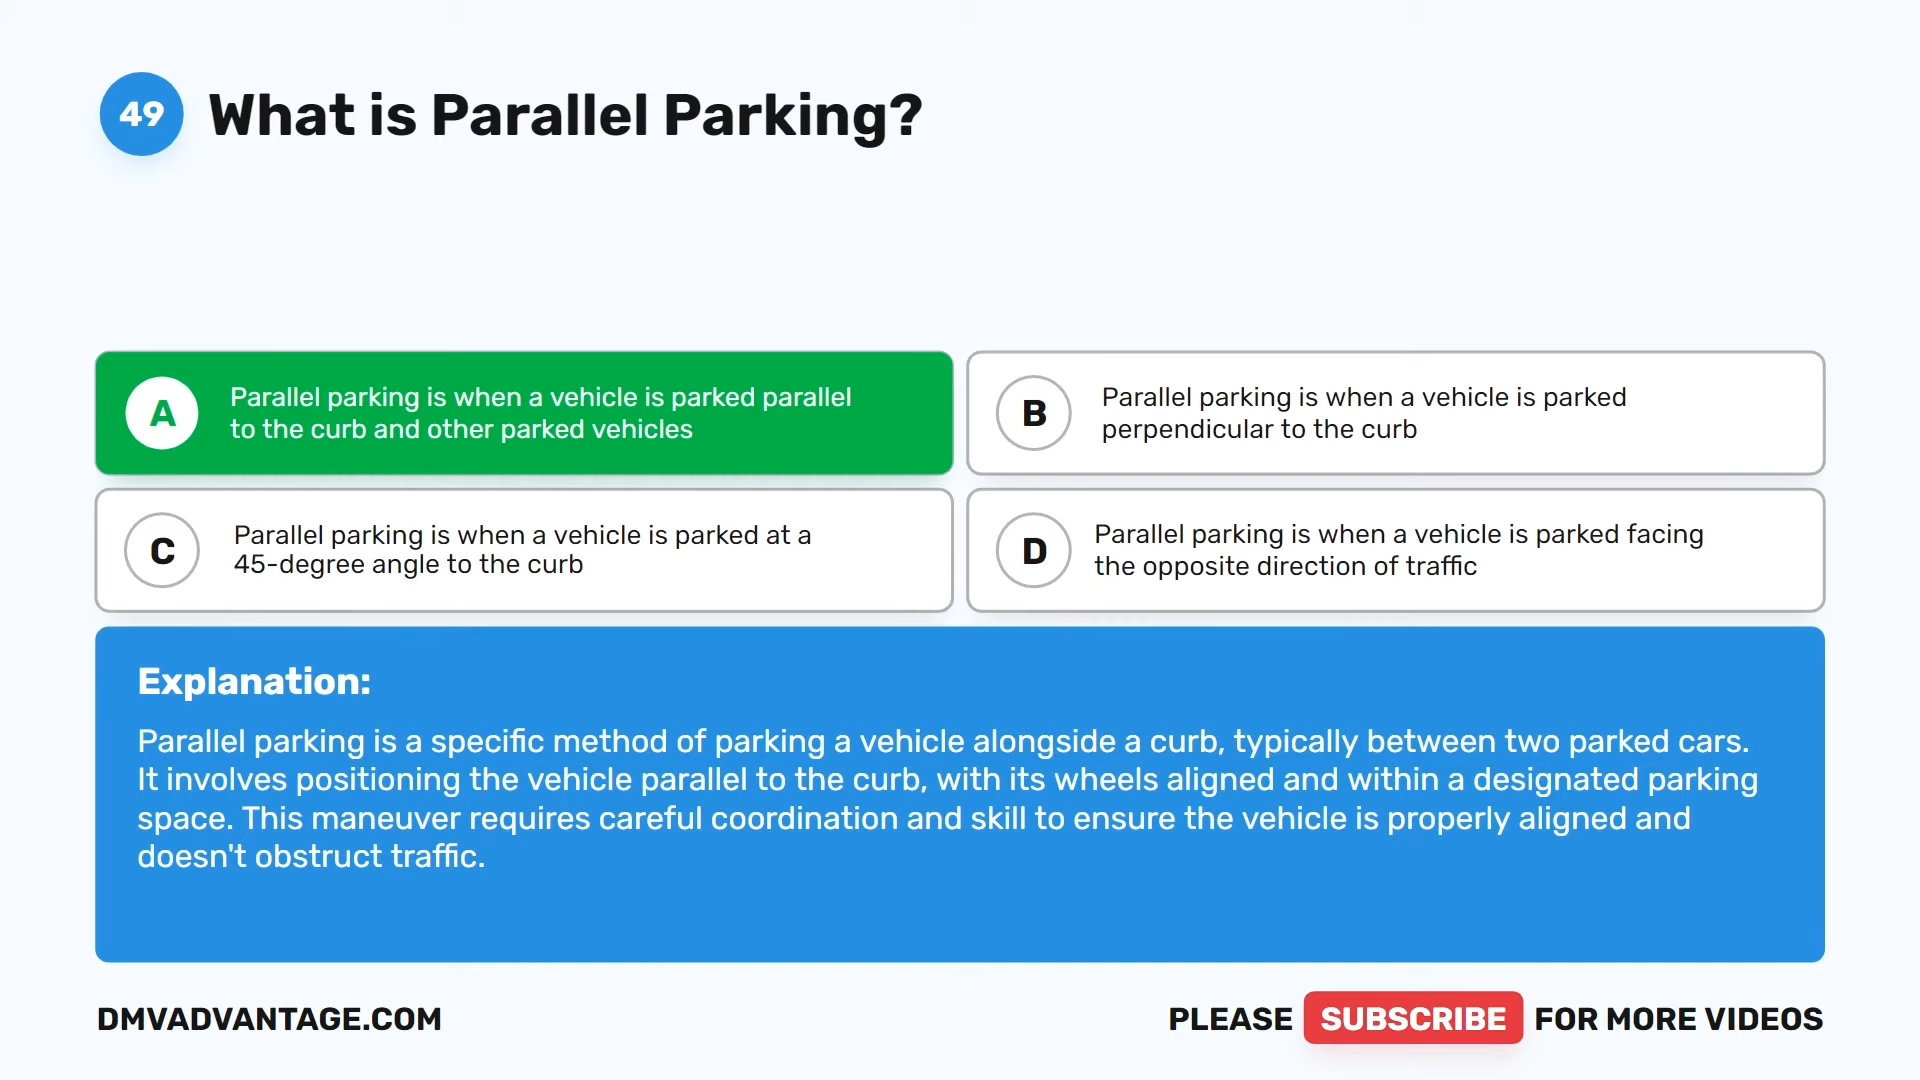 49 What is Parallel Parking?
A Parallel parking is when a vehicle is parked parallel
to the curb and other parked vehicles
B Parallel parking is when a vehicle is parked
perpendicular to the curb
C Parallel parking is when a vehicle is parked at a
45-degree angle to the curb
D Parallel parking is when a vehicle is parked facing
the opposite direction of traffic
Explanation:
Parallel parking is a specific method of parking a vehicle alongside a curb, typically between two parked cars.
It involves positioning the vehicle parallel to the curb, with its wheels aligned and within a designated parking
space. This maneuver requires careful coordination and skill to ensure the vehicle is properly aligned and
doesn't obstruct traffic.
DMVADVANTAGE.COM
PLEASE SUBSCRIBE FOR MORE VIDEOS